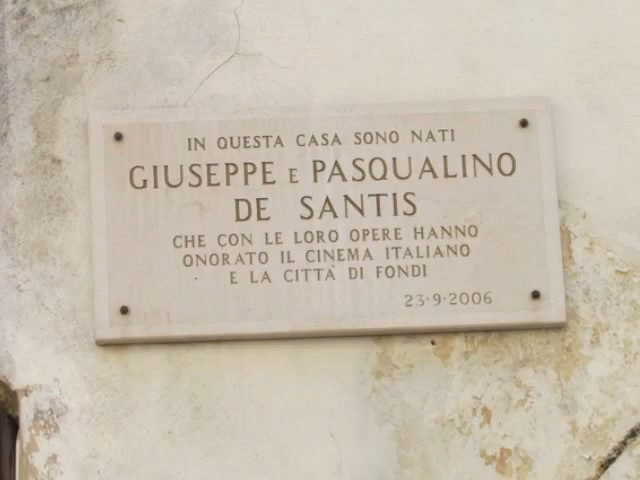 IN QUESTA CASA SONO NATI
GIUSEPPE E PASQUALINO
DE SANTIS
CHE CON LE LORO OPERE HANNO
ONORATO IL CINEMA ITALIANO
E LA CITTÀ DI FONDI
23·9·2006